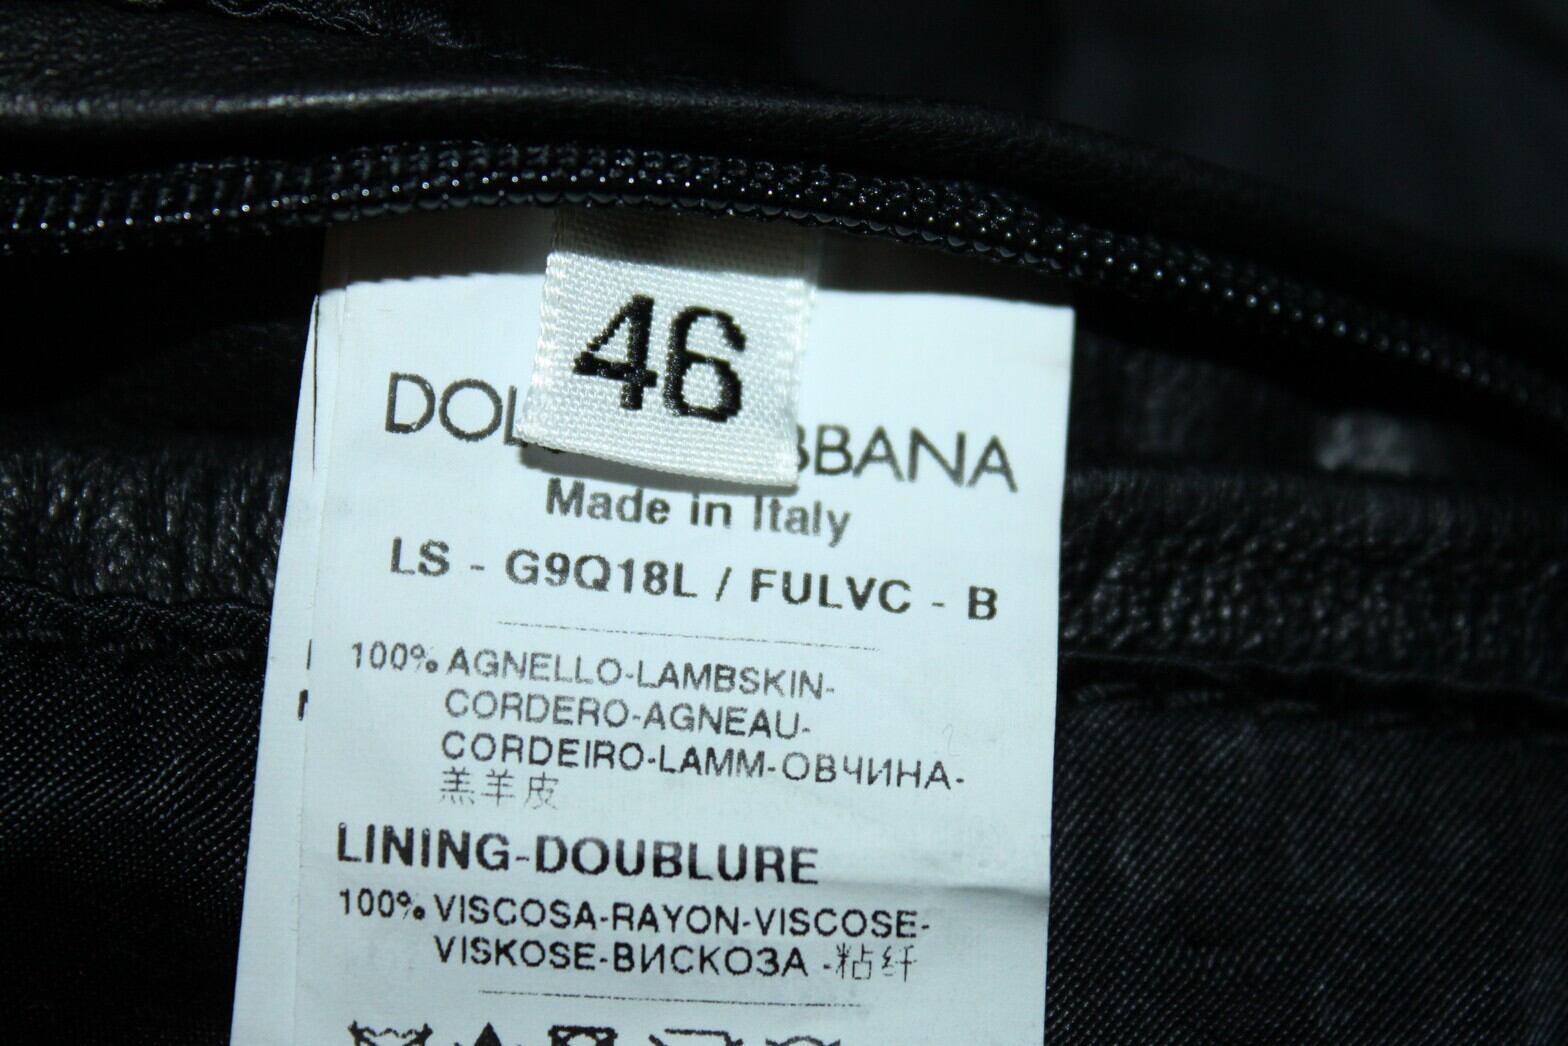 46
DOL BBANA
Made in Italy
LS - G9Q18L / FULVC - B
100% AGNELLO-LAMBSKIN-
CORDERO-AGNEAU-
CORDEIRO-LAMM-ОВЧИНА-
羔羊皮
LINING-DOUBLURE
100% VISCOSA-RAYON-VISCOSE-
VISKOSE-ВИСКОЗА -粘纤